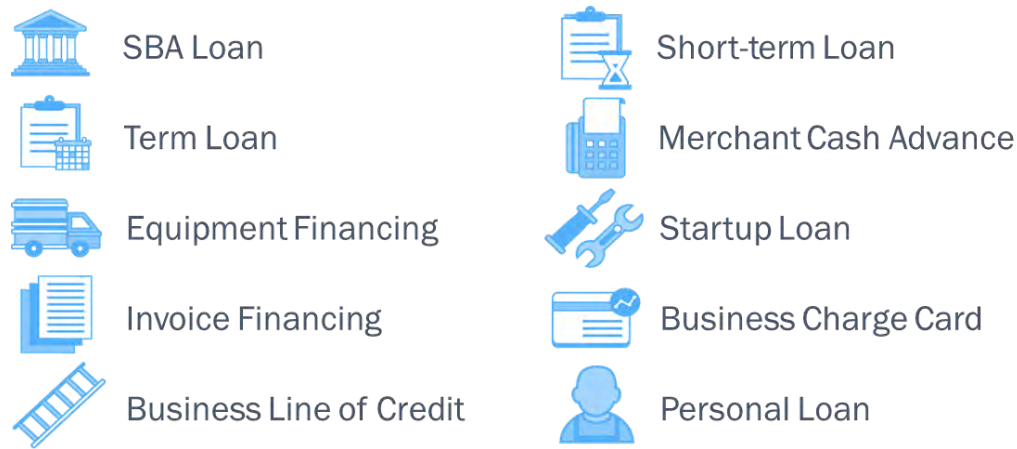 SBA Loan
Term Loan
Equipment Financing
Invoice Financing
Business Line of Credit
Short-term Loan
Merchant Cash Advance
Startup Loan
Business Charge Card
Personal Loan